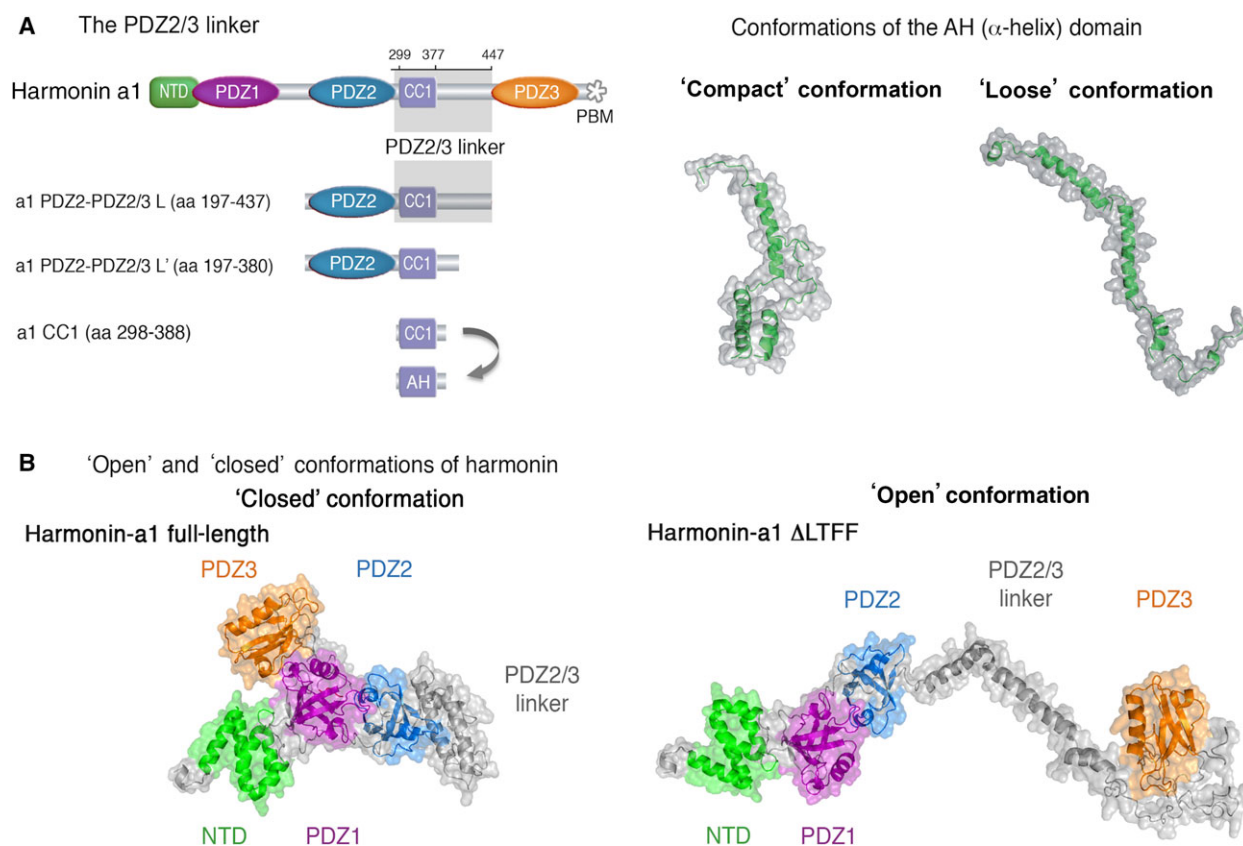 A The PDZ2/3 linker
299 377 447
Harmonin a1 NTD PDZ1 PDZ2 CC1 PDZ3
PBM
PDZ2/3 linker
a1 PDZ2-PDZ2/3 L (aa 197-437) PDZ2 CC1
a1 PDZ2-PDZ2/3 L' (aa 197-380) PDZ2 CC1
a1 CC1 (aa 298-388) CC1
AH
Conformations of the AH (α-helix) domain
'Compact' conformation 'Loose' conformation
B 'Open' and 'closed' conformations of harmonin
'Closed' conformation
Harmonin-a1 full-length
PDZ3 PDZ2
PDZ2/3
linker
NTD PDZ1
'Open' conformation
Harmonin-a1 ΔLTFF
PDZ2/3
linker
PDZ2 PDZ3
NTD PDZ1